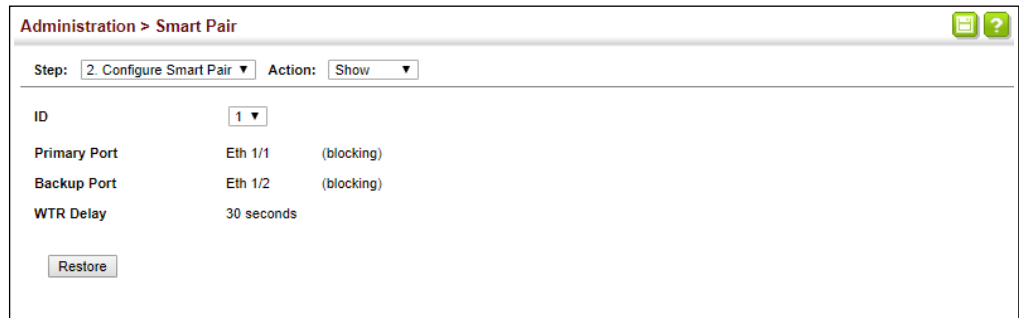 Administration > Smart Pair
?
Step: 2. Configure Smart Pair ▼ Action: Show ▼
ID 1 ▼
Primary Port Eth 1/1 (blocking)
Backup Port Eth 1/2 (blocking)
WTR Delay 30 seconds
Restore